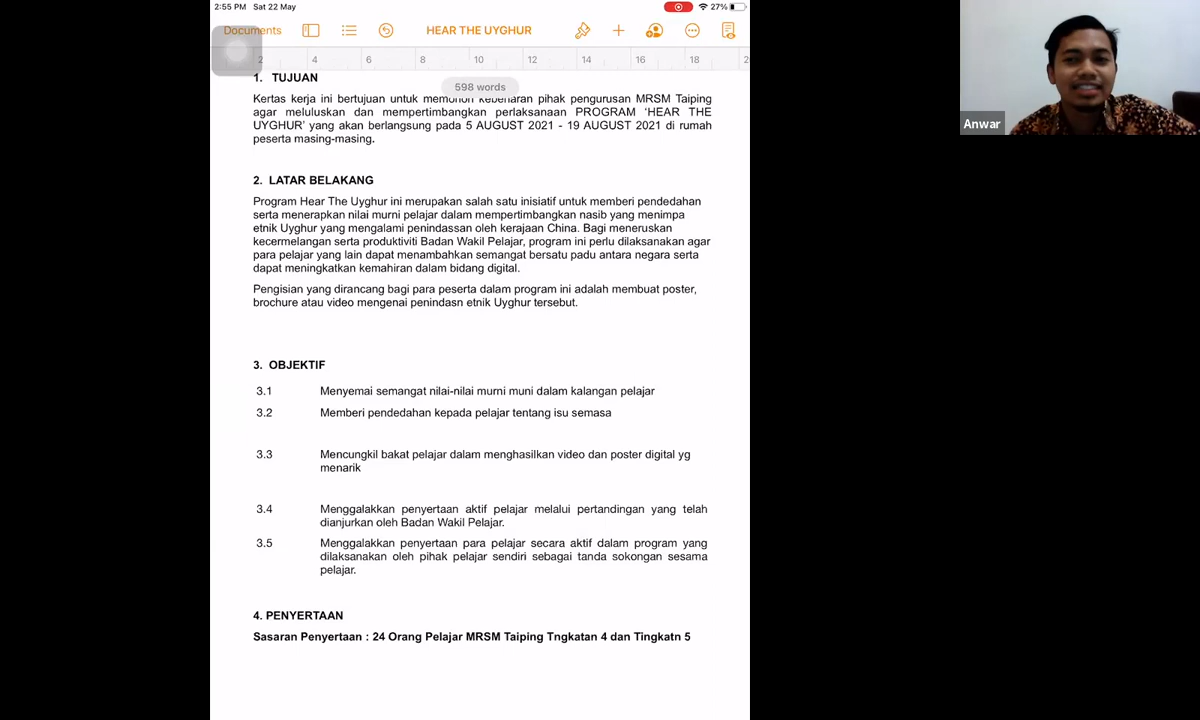 2:55 PM Sat 22 May 27%
Documents HEAR THE UYGHUR
2 4 6 8 10 12 14 16 18 2
598 words
1. TUJUAN
Kertas kerja ini bertujuan untuk memohon kebenaran pihak pengurusan MRSM Taiping
agar meluluskan dan mempertimbangkan perlaksanaan PROGRAM ‘HEAR THE
UYGHUR’ yang akan berlangsung pada 5 AUGUST 2021 - 19 AUGUST 2021 di rumah
peserta masing-masing.
2. LATAR BELAKANG
Program Hear The Uyghur ini merupakan salah satu inisiatif untuk memberi pendedahan
serta menerapkan nilai murni pelajar dalam mempertimbangkan nasib yang menimpa
etnik Uyghur yang mengalami penindassan oleh kerajaan China. Bagi meneruskan
kecermelangan serta produktiviti Badan Wakil Pelajar, program ini perlu dilaksanakan agar
para pelajar yang lain dapat menambahkan semangat bersatu padu antara negara serta
dapat meningkatkan kemahiran dalam bidang digital.
Pengisian yang dirancang bagi para peserta dalam program ini adalah membuat poster,
brochure atau video mengenai penindasn etnik Uyghur tersebut.
3. OBJEKTIF
3.1 Menyemai semangat nilai-nilai murni muni dalam kalangan pelajar
3.2 Memberi pendedahan kepada pelajar tentang isu semasa
3.3 Mencungkil bakat pelajar dalam menghasilkan video dan poster digital yg
menarik
3.4 Menggalakkan penyertaan aktif pelajar melalui pertandingan yang telah
dianjurkan oleh Badan Wakil Pelajar.
3.5 Menggalakkan penyertaan para pelajar secara aktif dalam program yang
dilaksanakan oleh pihak pelajar sendiri sebagai tanda sokongan sesama
pelajar.
4. PENYERTAAN
Sasaran Penyertaan : 24 Orang Pelajar MRSM Taiping Tngkatan 4 dan Tingkatn 5
Anwar